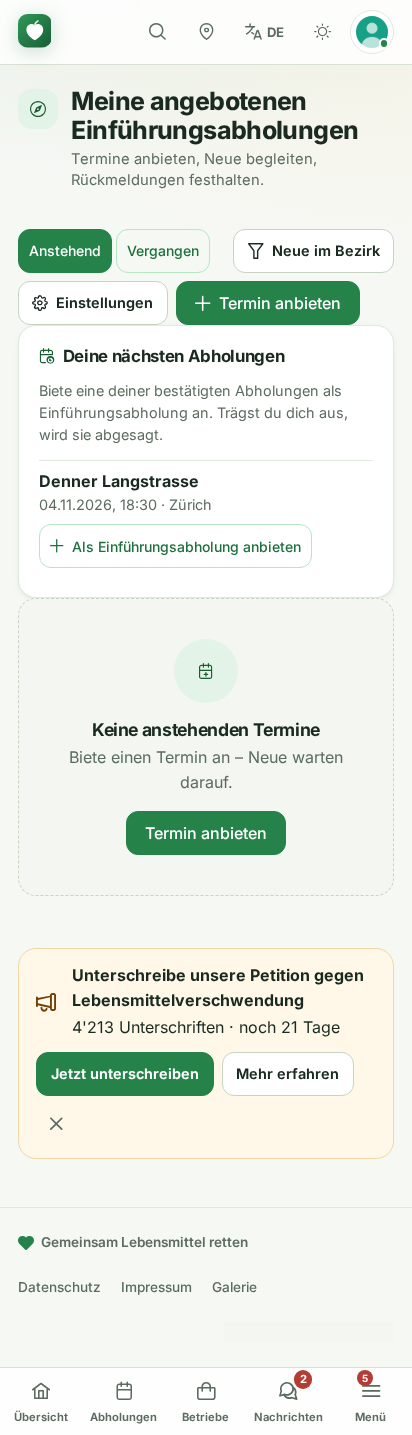 DE
Meine angebotenen
Einführungsabholungen
Termine anbieten, Neue begleiten,
Rückmeldungen festhalten.
Anstehend
Vergangen
Neue im Bezirk
Einstellungen
Termin anbieten
Deine nächsten Abholungen
Biete eine deiner bestätigten Abholungen als
Einführungsabholung an. Trägst du dich aus,
wird sie abgesagt.
Denner Langstrasse
04.11.2026, 18:30 · Zürich
Als Einführungsabholung anbieten
Keine anstehenden Termine
Biete einen Termin an – Neue warten
darauf.
Termin anbieten
Unterschreibe unsere Petition gegen
Lebensmittelverschwendung
4'213 Unterschriften · noch 21 Tage
Jetzt unterschreiben
Mehr erfahren
Gemeinsam Lebensmittel retten
Datenschutz
Impressum
Galerie
2
5
Übersicht
Abholungen
Betriebe
Nachrichten
Menü